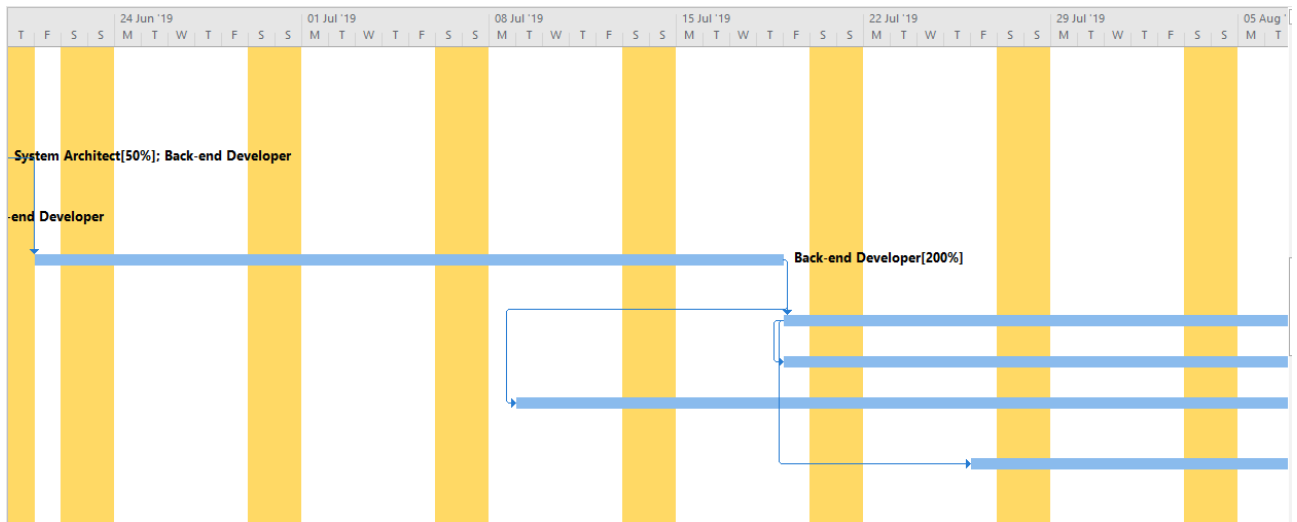 24 Jun '19 01 Jul '19 08 Jul '19 15 Jul '19 22 Jul '19 29 Jul '19 05 Aug '
T F S S M T W T F S S M T W T F S S M T W T F S S M T W T F S S M T W T F S S M T W T F S S M T
System Architect[50%]; Back-end Developer
-end Developer
Back-end Developer[200%]